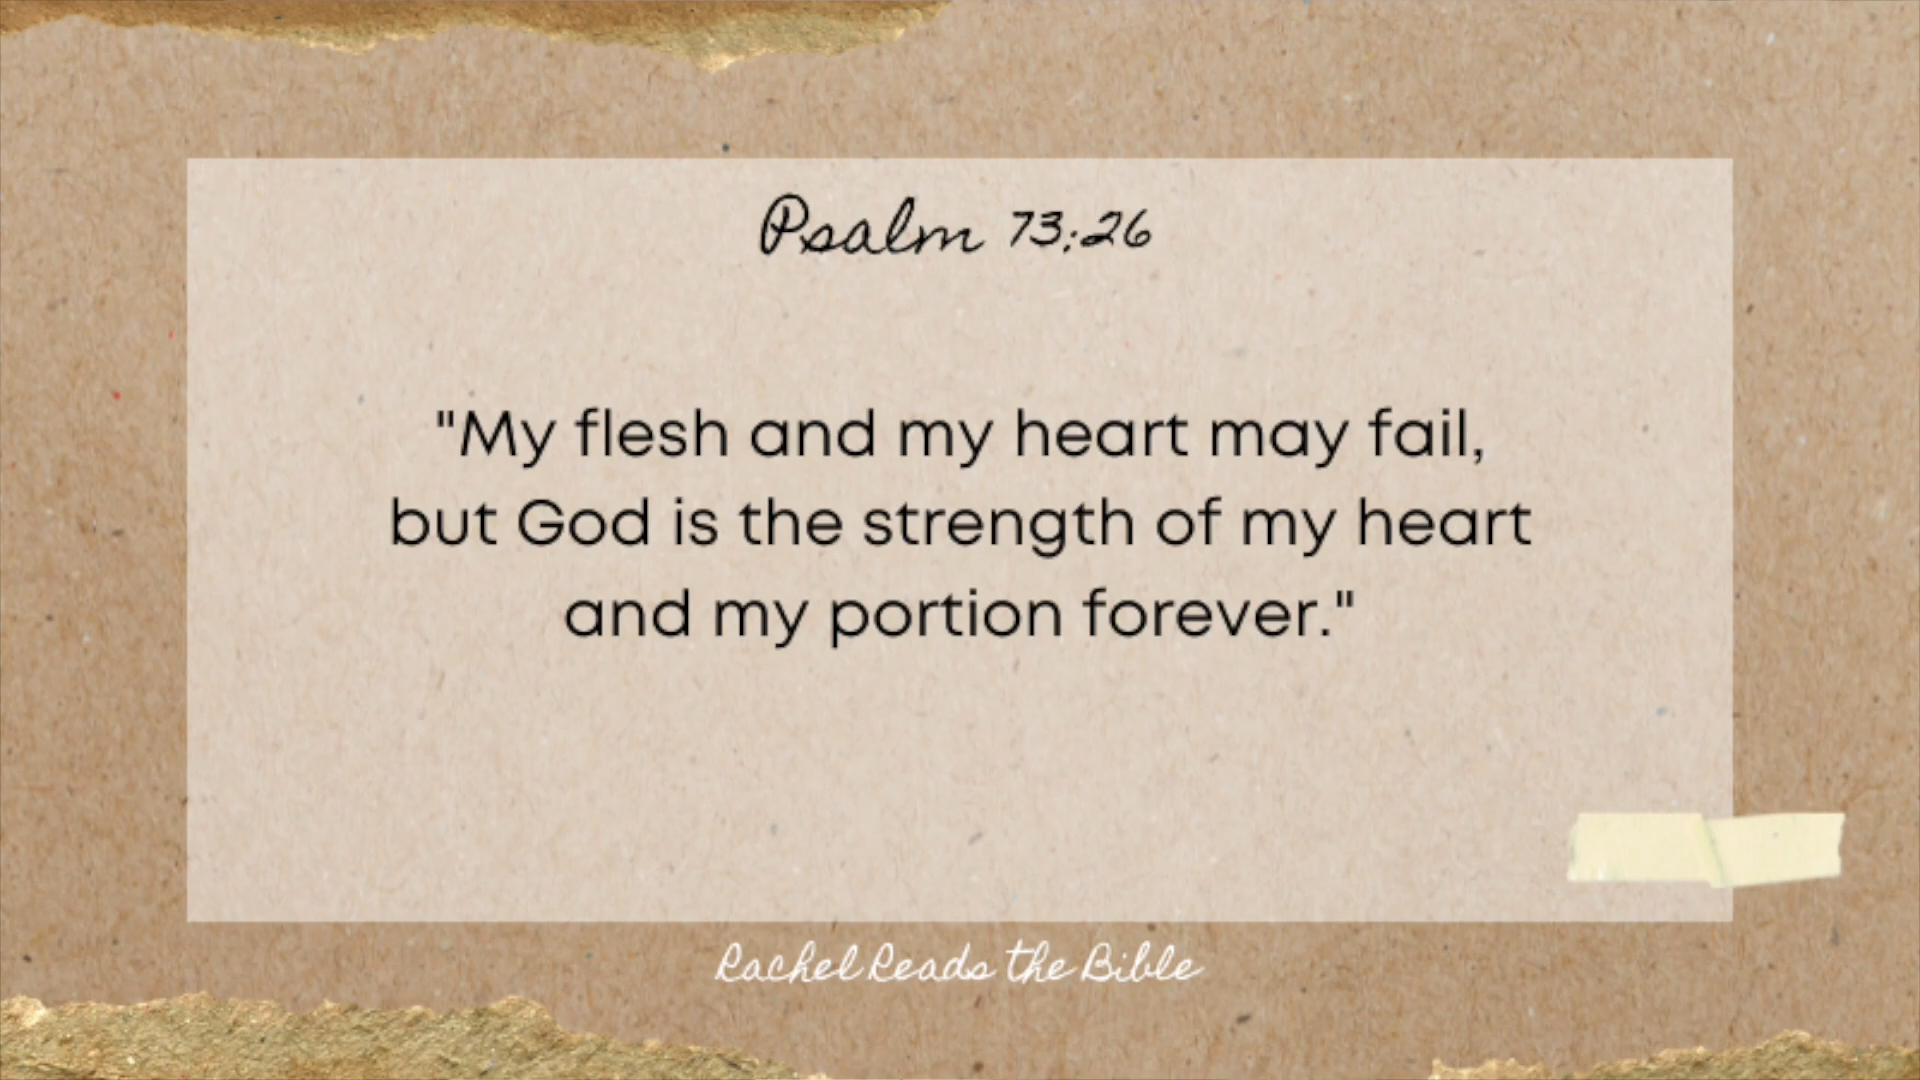 Psalm 73:26
"My flesh and my heart may fail,
but God is the strength of my heart
and my portion forever."
Rachel Reads the Bible